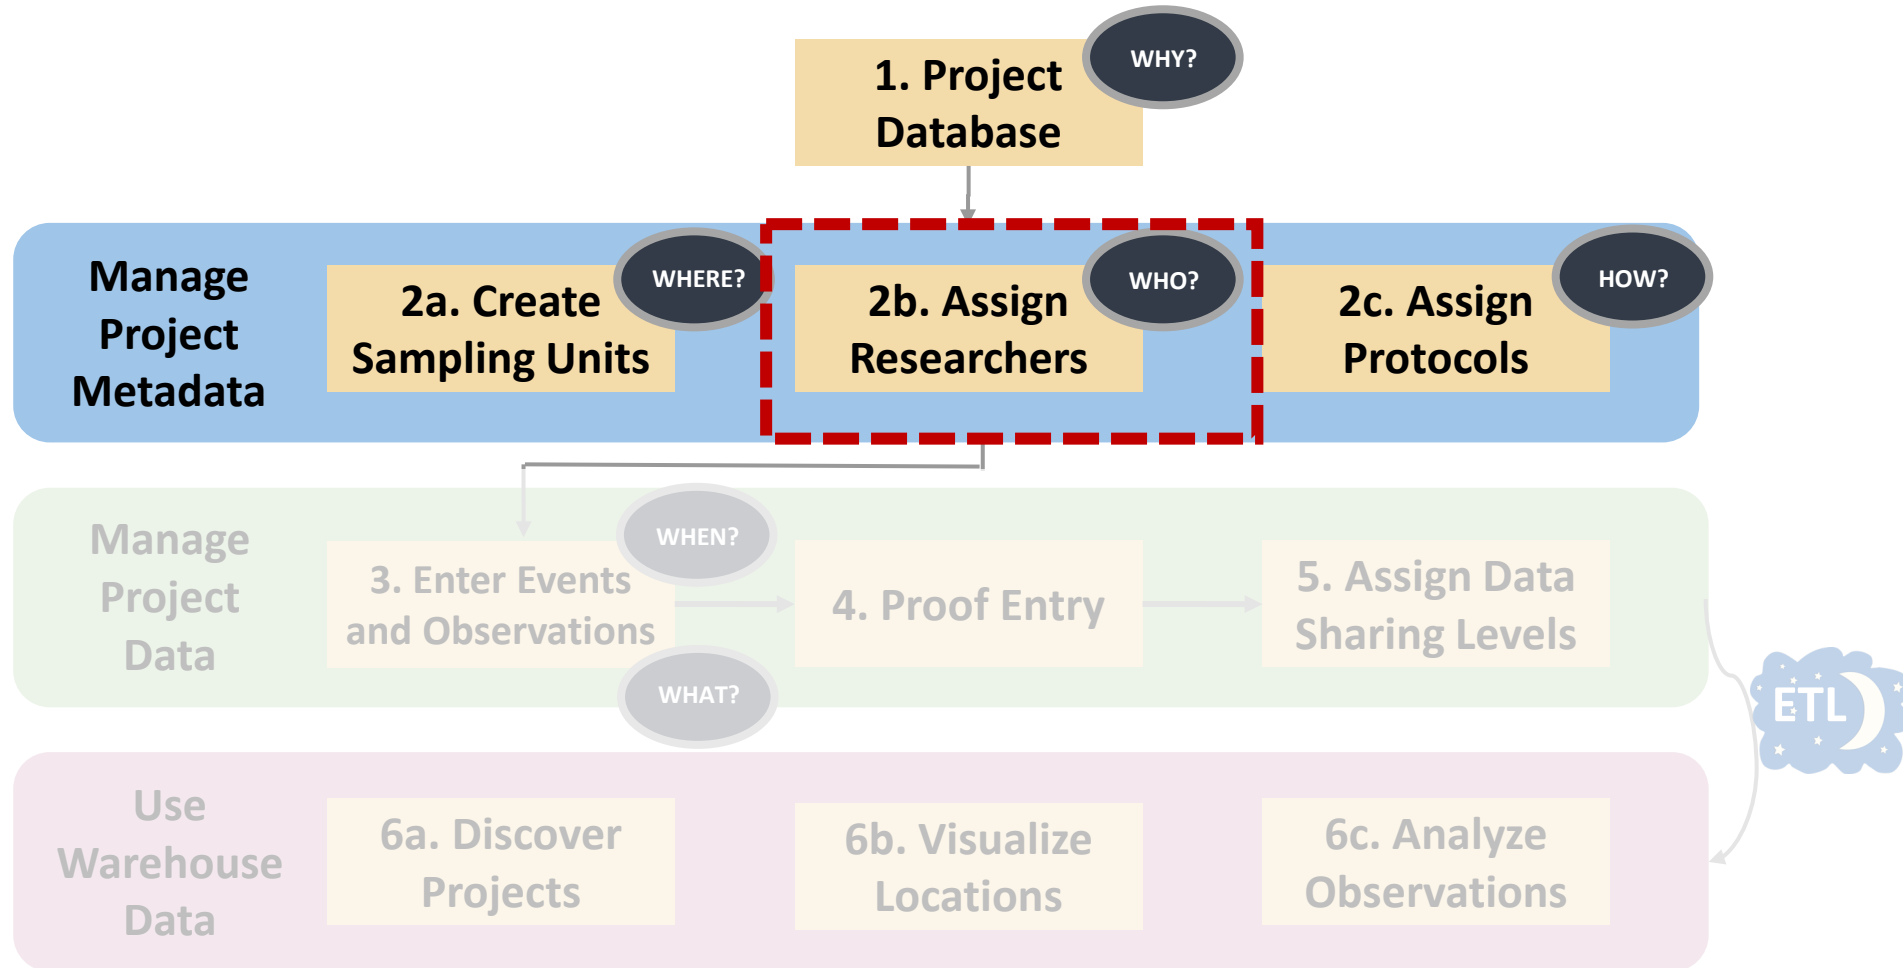 1. Project
Database
WHY?
Manage
Project
Metadata
2a. Create
Sampling Units
WHERE?
2b. Assign
Researchers
WHO?
2c. Assign
Protocols
HOW?
Manage
Project
Data
3. Enter Events
and Observations
WHEN?
WHAT?
4. Proof Entry
5. Assign Data
Sharing Levels
ETL
Use
Warehouse
Data
6a. Discover
Projects
6b. Visualize
Locations
6c. Analyze
Observations